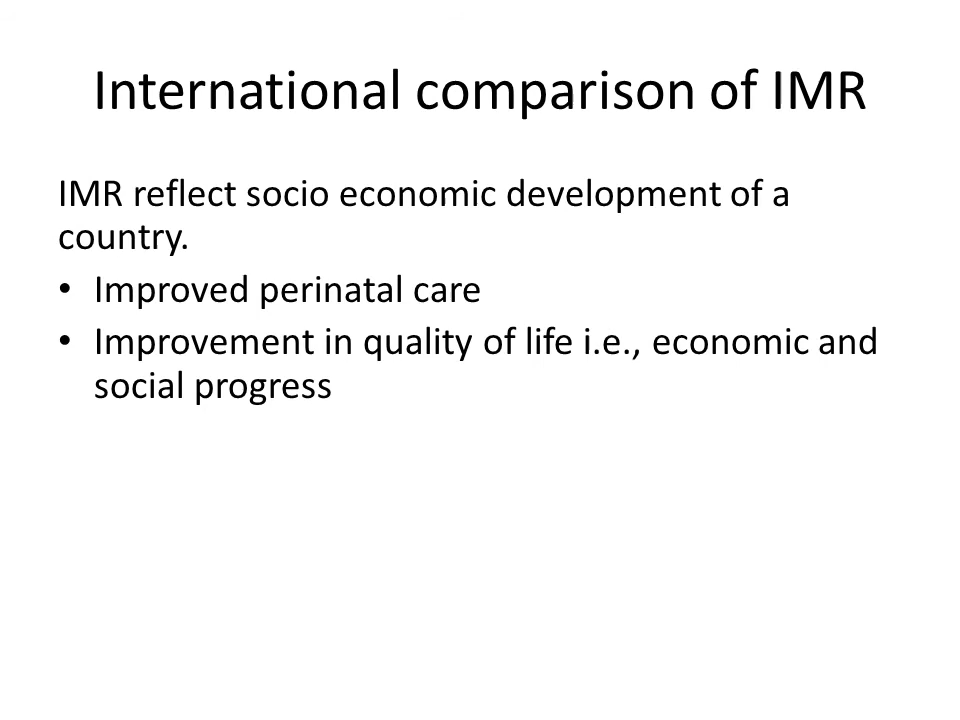 International comparison of IMR
IMR reflect socio economic development of a
country.
• Improved perinatal care
• Improvement in quality of life i.e., economic and
social progress